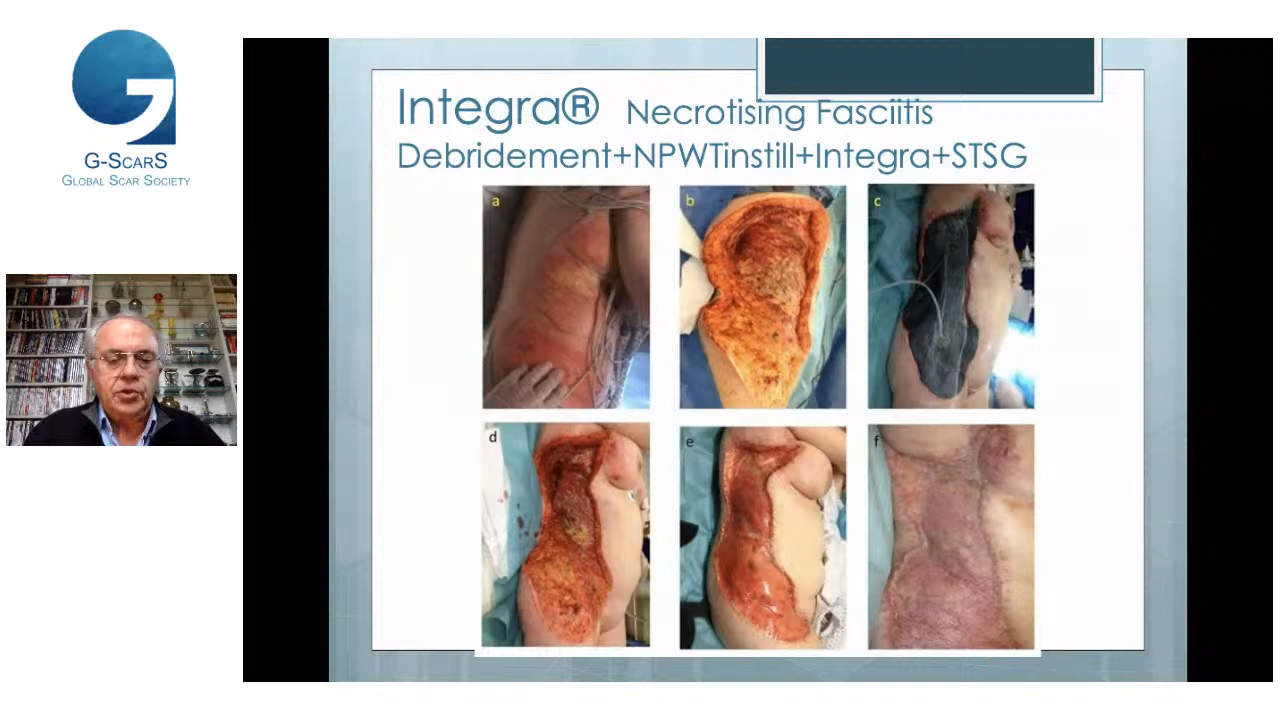 G-ScarS
Global Scar Society
Integra® Necrotising Fasciitis
Debridement+NPWTinstill+Integra+STSG
a
b
c
d
e
f